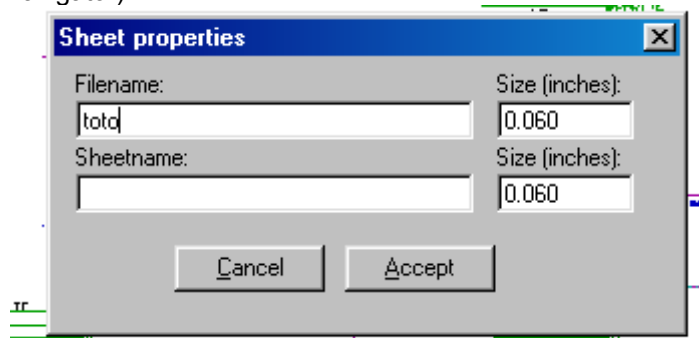 Sheet properties
Filename: Size (inches):
toto 0.060
Sheetname: Size (inches):
0.060
Cancel Accept